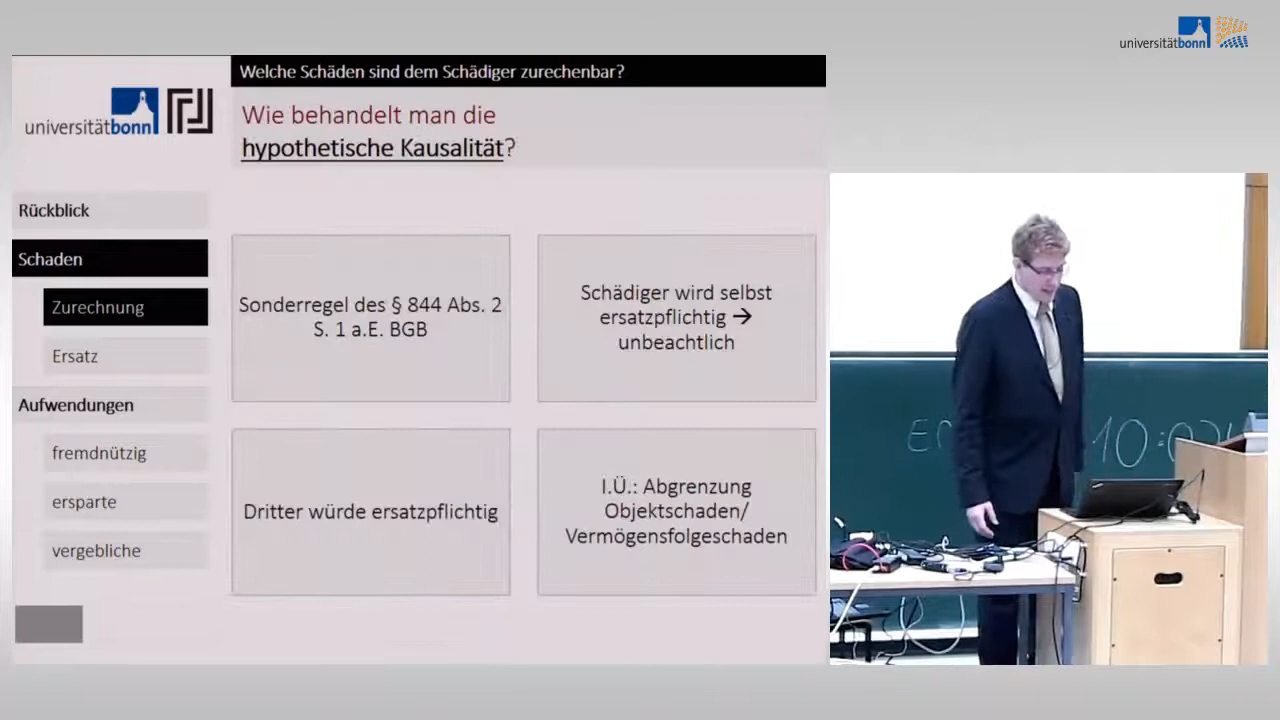 universitätbonn
Welche Schäden sind dem Schädiger zurechenbar?
universitätbonn
Wie behandelt man die
hypothetische Kausalität?
Rückblick
Schaden
Zurechnung
Ersatz
Aufwendungen
fremdnützig
ersparte
vergebliche
Sonderregel des § 844 Abs. 2
S. 1 a.E. BGB
Schädiger wird selbst
ersatzpflichtig →
unbeachtlich
Dritter würde ersatzpflichtig
I.Ü.: Abgrenzung
Objektschaden/
Vermögensfolgeschaden